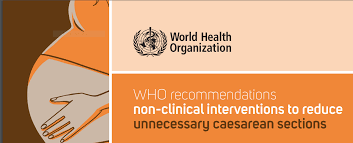 World Health
Organization
WHO recommendations
non-clinical interventions to reduce
unnecessary caesarean sections